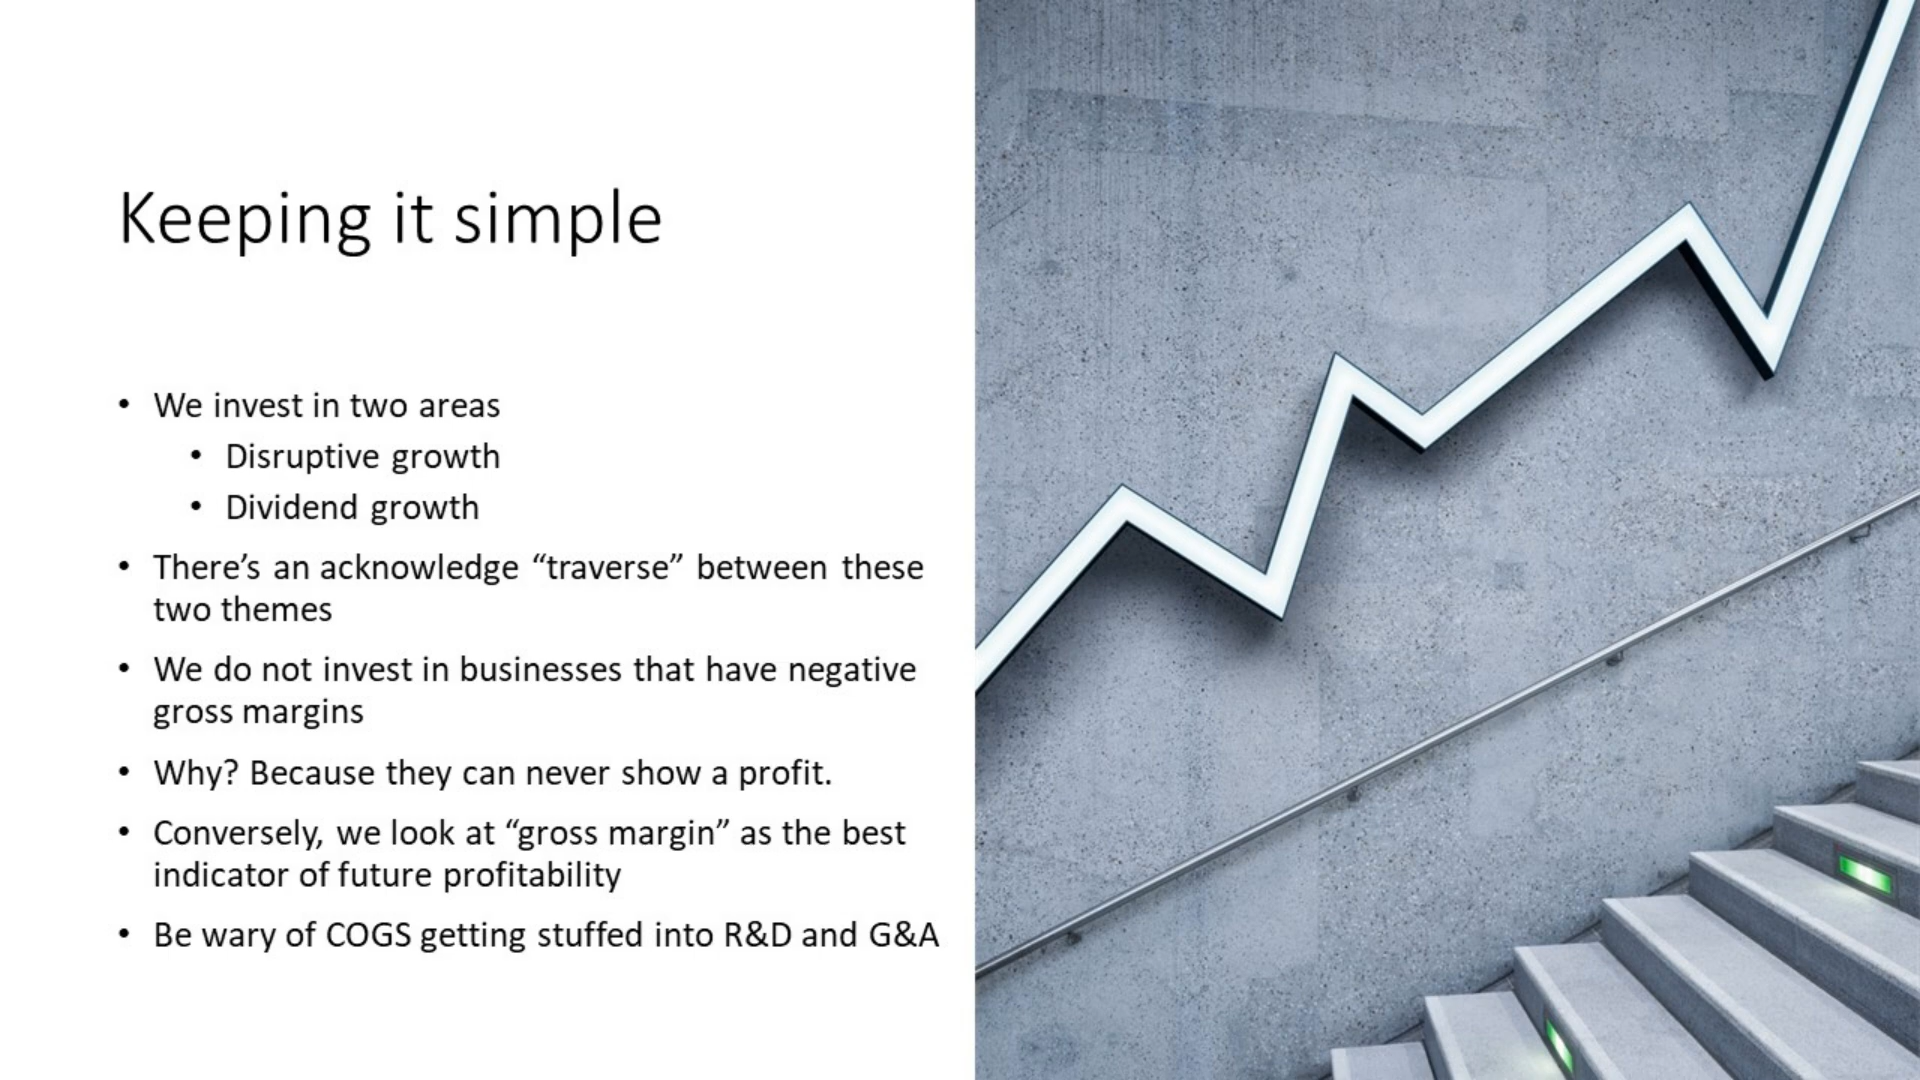 Keeping it simple
• We invest in two areas
• Disruptive growth
• Dividend growth
• There’s an acknowledge “traverse” between these
two themes
• We do not invest in businesses that have negative
gross margins
• Why? Because they can never show a profit.
• Conversely, we look at “gross margin” as the best
indicator of future profitability
• Be wary of COGS getting stuffed into R&D and G&A